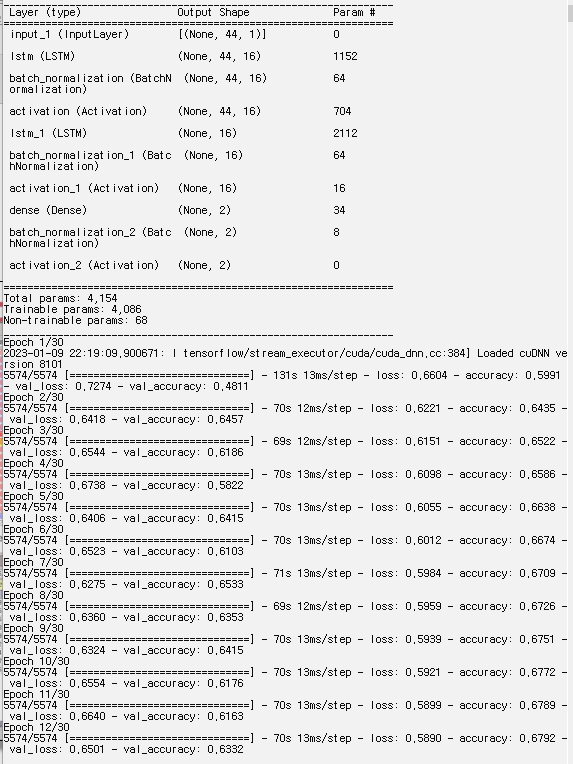 Layer (type) Output Shape Param #
=================================================================
input_1 (InputLayer) [(None, 44, 1)] 0
lstm (LSTM) (None, 44, 16) 1152
batch_normalization (BatchN (None, 44, 16) 64
ormalization)
activation (Activation) (None, 44, 16) 704
lstm_1 (LSTM) (None, 16) 2112
batch_normalization_1 (Batc (None, 16) 64
hNormalization)
activation_1 (Activation) (None, 16) 16
dense (Dense) (None, 2) 34
batch_normalization_2 (Batc (None, 2) 8
hNormalization)
activation_2 (Activation) (None, 2) 0
=================================================================
Total params: 4,154
Trainable params: 4,086
Non-trainable params: 68
_________________________________________________________________
Epoch 1/30
2023-01-09 22:19:09.900671: I tensorflow/stream_executor/cuda/cuda_dnn.cc:384] Loaded cuDNN ve
rsion 8101
5574/5574 [==============================] - 131s 13ms/step - loss: 0.6604 - accuracy: 0.5991
- val_loss: 0.7274 - val_accuracy: 0.4811
Epoch 2/30
5574/5574 [==============================] - 70s 12ms/step - loss: 0.6221 - accuracy: 0.6435 -
val_loss: 0.6418 - val_accuracy: 0.6457
Epoch 3/30
5574/5574 [==============================] - 69s 12ms/step - loss: 0.6151 - accuracy: 0.6522 -
val_loss: 0.6544 - val_accuracy: 0.6186
Epoch 4/30
5574/5574 [==============================] - 70s 13ms/step - loss: 0.6098 - accuracy: 0.6586 -
val_loss: 0.6738 - val_accuracy: 0.5822
Epoch 5/30
5574/5574 [==============================] - 70s 13ms/step - loss: 0.6055 - accuracy: 0.6638 -
val_loss: 0.6406 - val_accuracy: 0.6415
Epoch 6/30
5574/5574 [==============================] - 70s 13ms/step - loss: 0.6012 - accuracy: 0.6674 -
val_loss: 0.6523 - val_accuracy: 0.6103
Epoch 7/30
5574/5574 [==============================] - 71s 13ms/step - loss: 0.5984 - accuracy: 0.6709 -
val_loss: 0.6275 - val_accuracy: 0.6533
Epoch 8/30
5574/5574 [==============================] - 69s 12ms/step - loss: 0.5959 - accuracy: 0.6726 -
val_loss: 0.6360 - val_accuracy: 0.6353
Epoch 9/30
5574/5574 [==============================] - 70s 13ms/step - loss: 0.5939 - accuracy: 0.6751 -
val_loss: 0.6324 - val_accuracy: 0.6415
Epoch 10/30
5574/5574 [==============================] - 70s 13ms/step - loss: 0.5921 - accuracy: 0.6772 -
val_loss: 0.6554 - val_accuracy: 0.6176
Epoch 11/30
5574/5574 [==============================] - 70s 13ms/step - loss: 0.5899 - accuracy: 0.6789 -
val_loss: 0.6640 - val_accuracy: 0.6163
Epoch 12/30
5574/5574 [==============================] - 70s 13ms/step - loss: 0.5890 - accuracy: 0.6792 -
val_loss: 0.6501 - val_accuracy: 0.6332